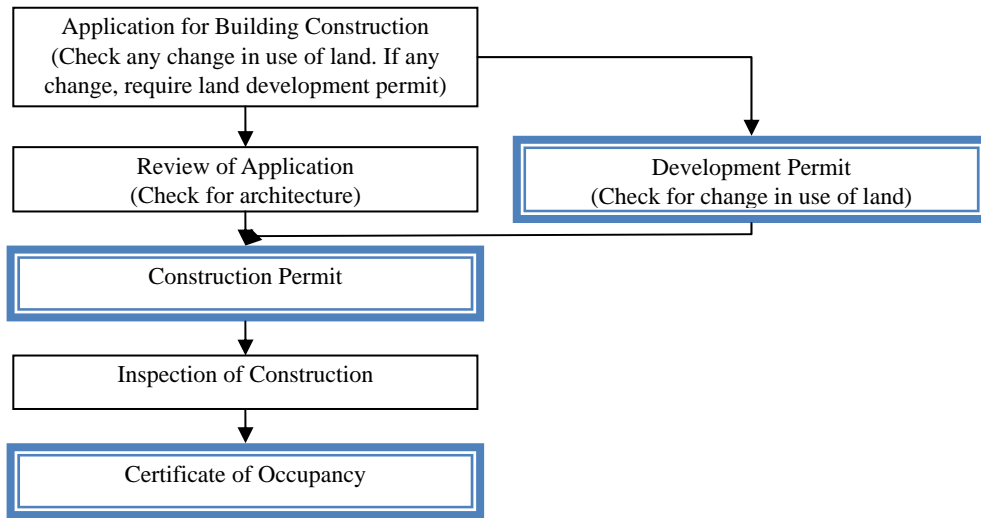 Application for Building Construction
(Check any change in use of land. If any
change, require land development permit)
Review of Application
(Check for architecture)
Development Permit
(Check for change in use of land)
Construction Permit
Inspection of Construction
Certificate of Occupancy